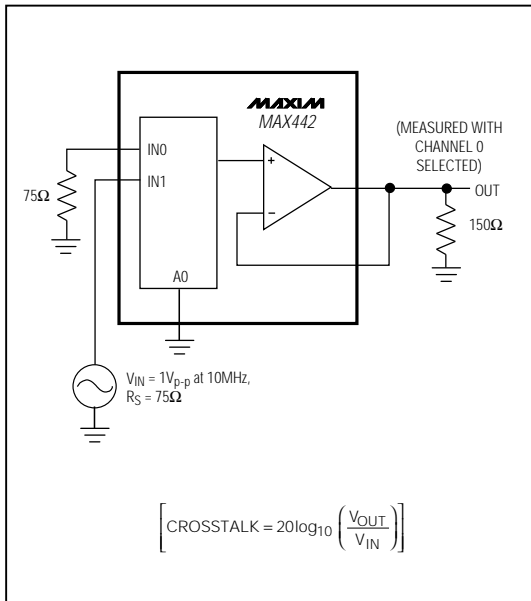 MAXIM
MAX442
(MEASURED WITH
CHANNEL 0
SELECTED)
IN0
IN1
+
−
OUT
75Ω
150Ω
A0
V_IN = 1V_p-p at 10MHz,
R_S = 75Ω
[CROSSTALK = 20log₁₀ (V_OUT / V_IN)]